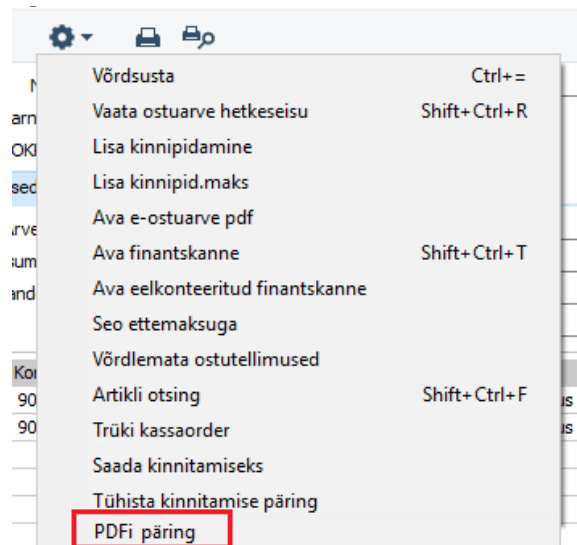 Võrdsusta Ctrl+=
Vaata ostuarve hetkeseisu Shift+Ctrl+R
Lisa kinnipidamine
Lisa kinnipid.maks
Ava e-ostuarve pdf
Ava finantskanne Shift+Ctrl+T
Ava eelkonteeritud finantskanne
Seo ettemaksuga
Võrdlemata ostutellimused
Artikli otsing Shift+Ctrl+F
90
Trüki kassaorder
90
Saada kinnitamiseks
Tühista kinnitamise päring
PDFi päring